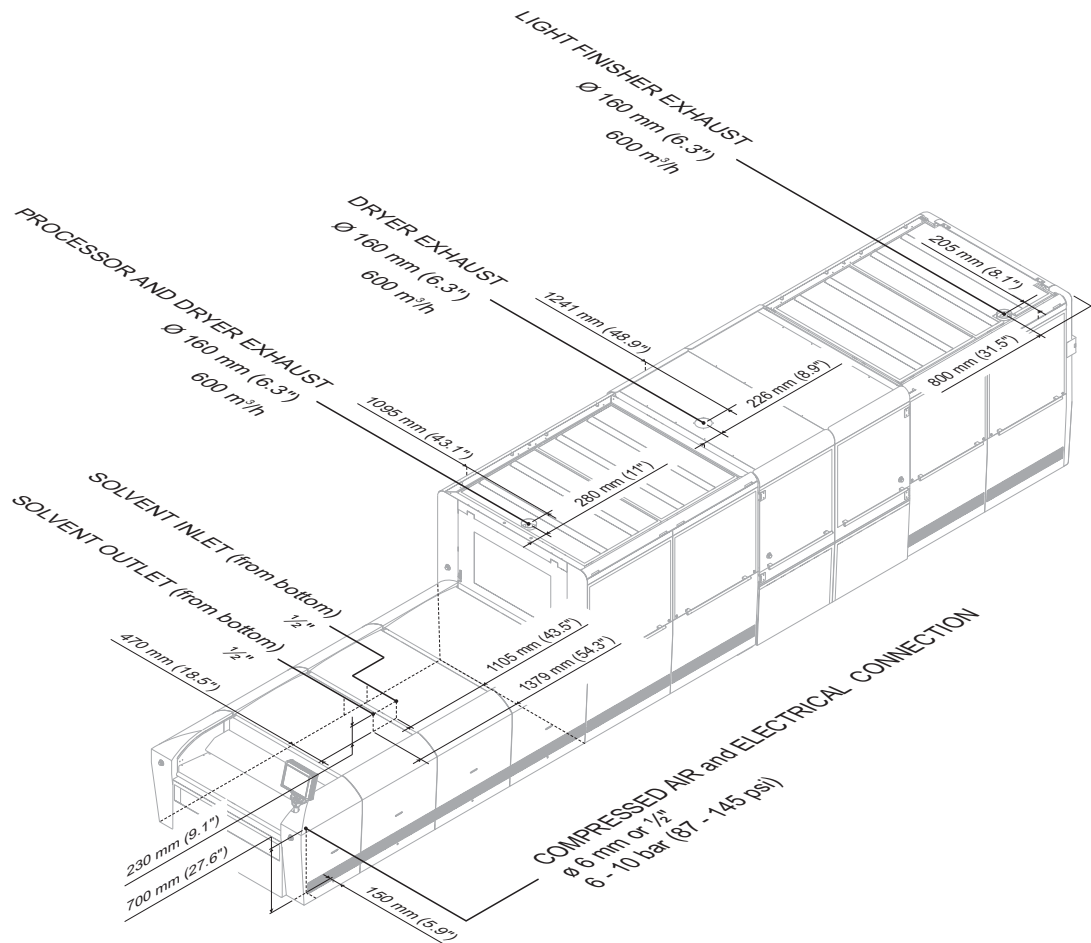 LIGHT FINISHER EXHAUST
Ø 160 mm (6.3")
600 m³/h
DRYER EXHAUST
Ø 160 mm (6.3")
600 m³/h
PROCESSOR AND DRYER EXHAUST
Ø 160 mm (6.3")
600 m³/h
205 mm (8.1")
800 mm (31.5")
1241 mm (48.9")
226 mm (8.9")
1095 mm (43.1")
280 mm (11")
SOLVENT INLET (from bottom)
½"
SOLVENT OUTLET (from bottom)
½"
470 mm (18.5")
1105 mm (43.5")
1379 mm (54.3")
230 mm (9.1")
700 mm (27.6")
150 mm (5.9")
COMPRESSED AIR and ELECTRICAL CONNECTION
ø 6 mm or ½"
6 - 10 bar (87 - 145 psi)